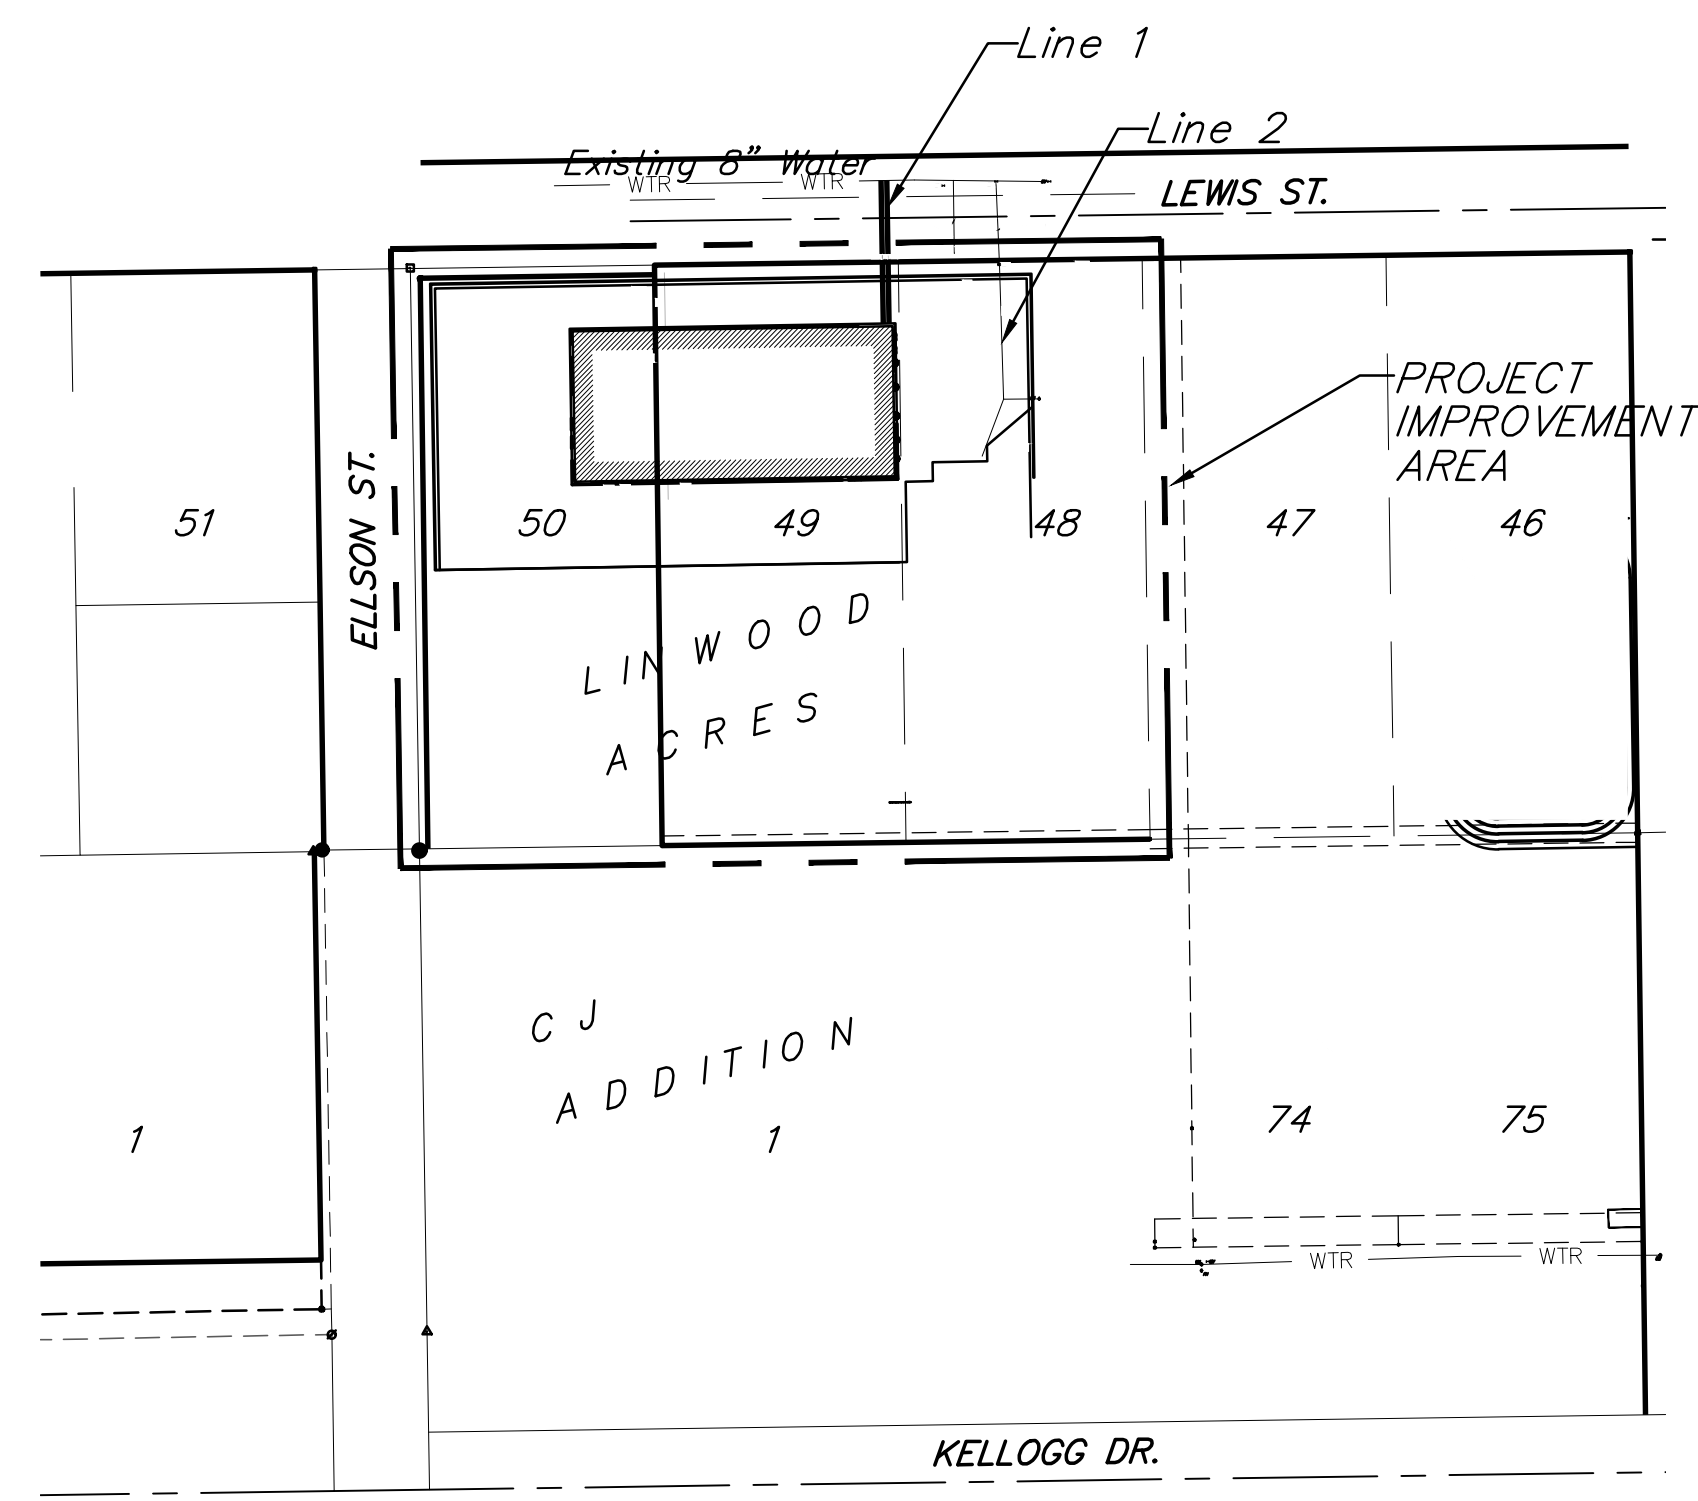 Line 1
Line 2
Existing 8" Water
WTR WTR
LEWIS ST.
PROJECT
IMPROVEMENT
AREA
ELLSON ST.
51 50 49 48 47 46
LINWOOD
ACRES
CJ
ADDITION
1 1 74 75
WTR WTR
KELLOGG DR.